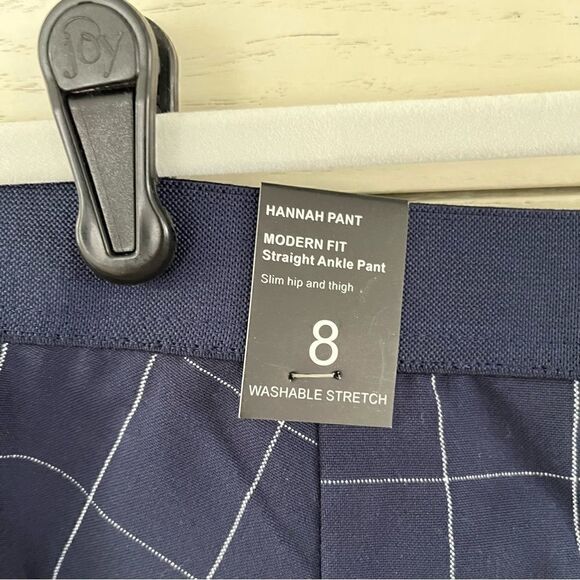 joy
HANNAH PANT
MODERN FIT
Straight Ankle Pant
Slim hip and thigh
8
WASHABLE STRETCH